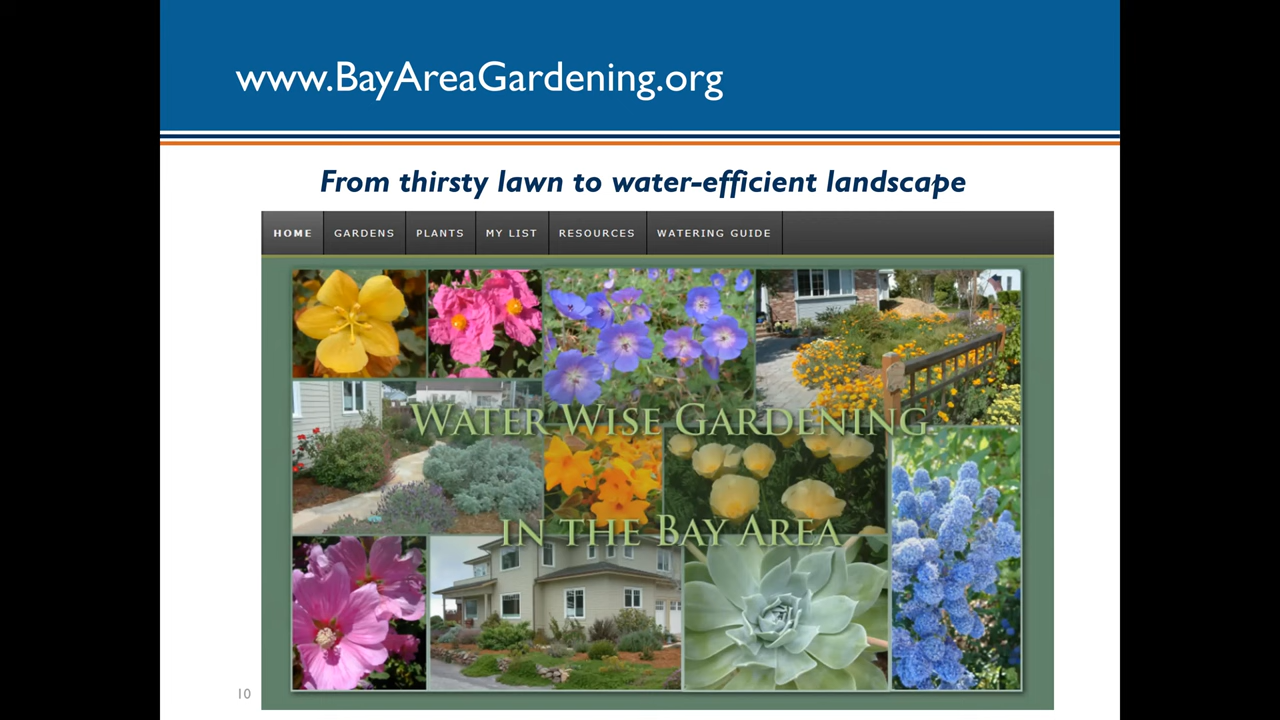 www.BayAreaGardening.org
From thirsty lawn to water-efficient landscape
HOME GARDENS PLANTS MY LIST RESOURCES WATERING GUIDE
WATER WISE GARDENING
IN THE BAY AREA
10